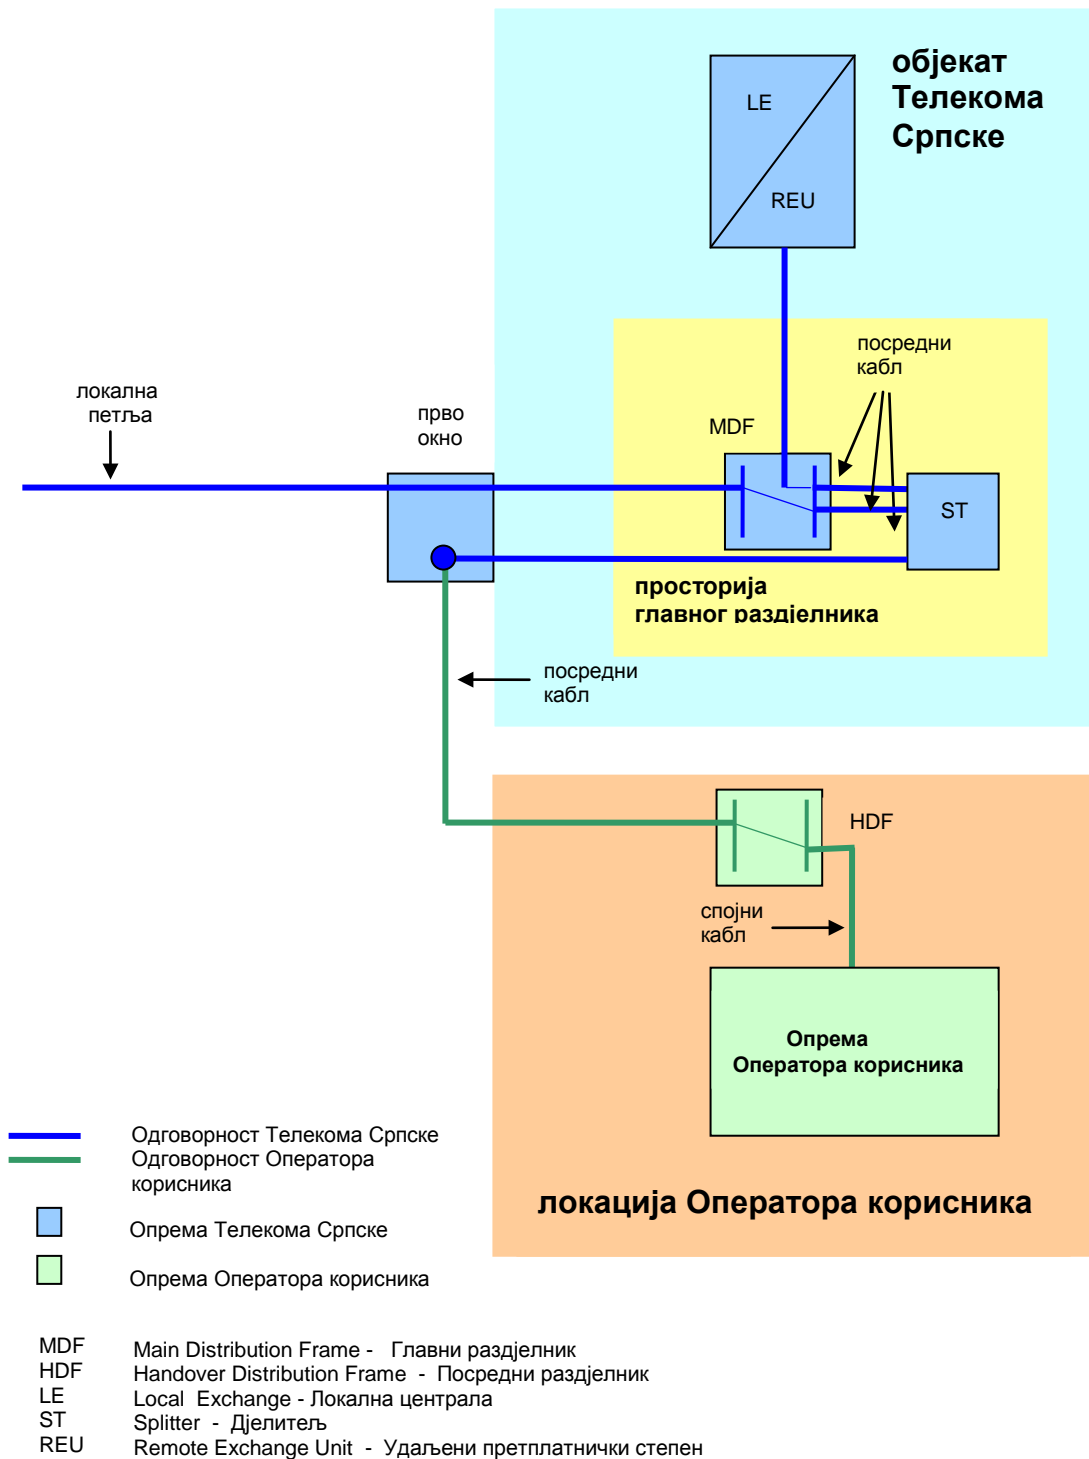 објекат
Телекома
Српске
LE
REU
посредни
кабл
локална
петља
прво
окно
MDF
ST
просторија
главног раздјелника
посредни
кабл
HDF
спојни
кабл
Опрема
Оператора корисника
локација Оператора корисника
Одговорност Телекома Српске
Одговорност Оператора
корисника
Опрема Телекома Српске
Опрема Оператора корисника
MDF Main Distribution Frame - Главни раздјелник
HDF Handover Distribution Frame - Посредни раздјелник
LE Local Exchange - Локална централа
ST Splitter - Дјелитељ
REU Remote Exchange Unit - Удаљени претплатнички степен